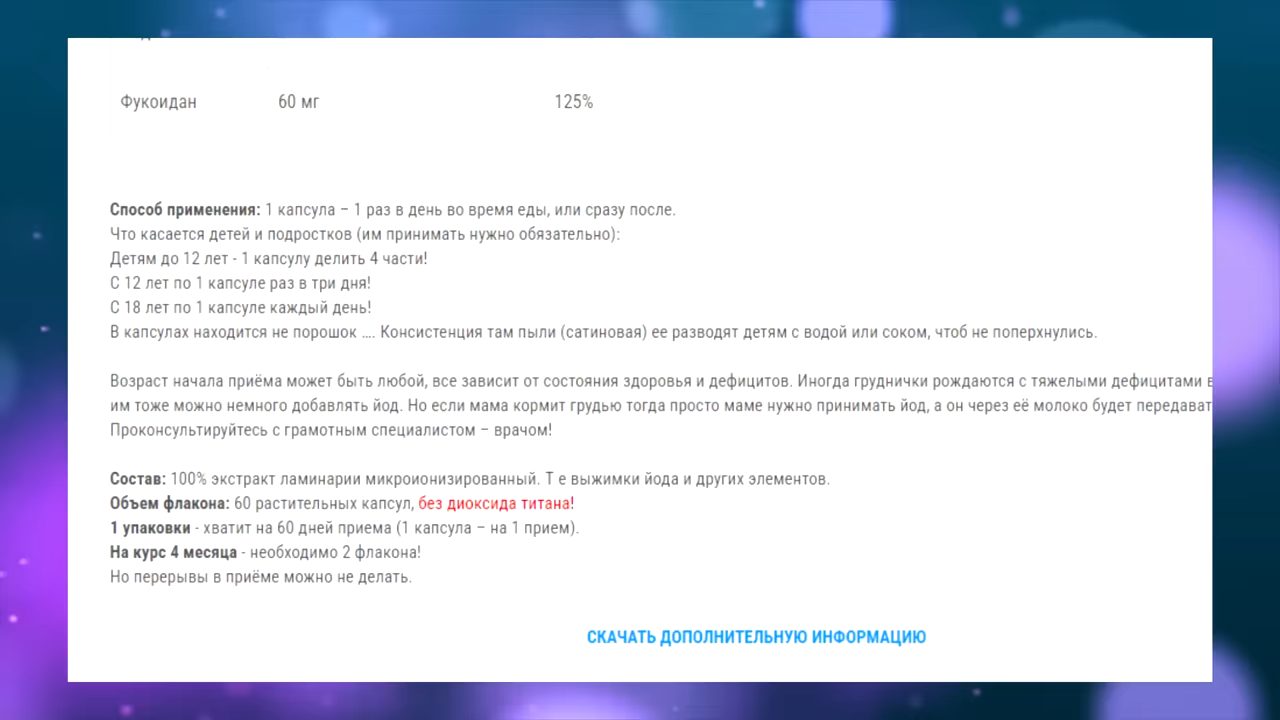 Фукоидан 60 мг 125%
Способ применения: 1 капсула – 1 раз в день во время еды, или сразу после.
Что касается детей и подростков (им принимать нужно обязательно):
Детям до 12 лет - 1 капсулу делить 4 части!
С 12 лет по 1 капсуле раз в три дня!
С 18 лет по 1 капсуле каждый день!
В капсулах находится не порошок .... Консистенция там пыли (сатиновая) ее разводят детям с водой или соком, чтоб не поперхнулись.
Возраст начала приёма может быть любой, все зависит от состояния здоровья и дефицитов. Иногда груднички рождаются с тяжелыми дефицитами
им тоже можно немного добавлять йод. Но если мама кормит грудью тогда просто маме нужно принимать йод, а он через её молоко будет передават
Проконсультируйтесь с грамотным специалистом – врачом!
Состав: 100% экстракт ламинарии микроионизированный. Т е выжимки йода и других элементов.
Объем флакона: 60 растительных капсул, без диоксида титана!
1 упаковки - хватит на 60 дней приема (1 капсула – на 1 прием).
На курс 4 месяца - необходимо 2 флакона!
Но перерывы в приёме можно не делать.
СКАЧАТЬ ДОПОЛНИТЕЛЬНУЮ ИНФОРМАЦИЮ